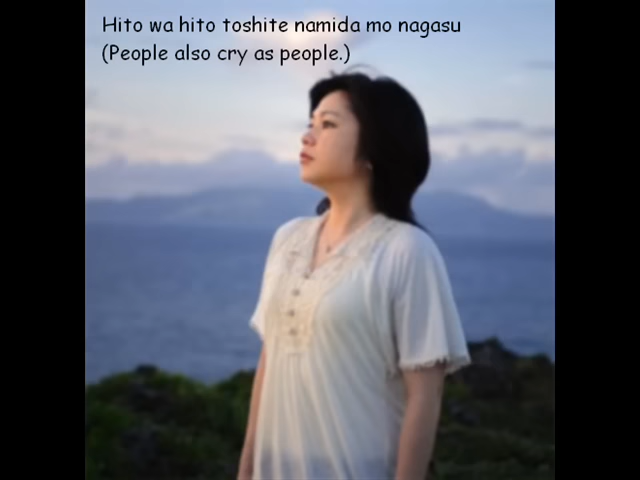 Hito wa hito toshite namida mo nagasu
(People also cry as people.)